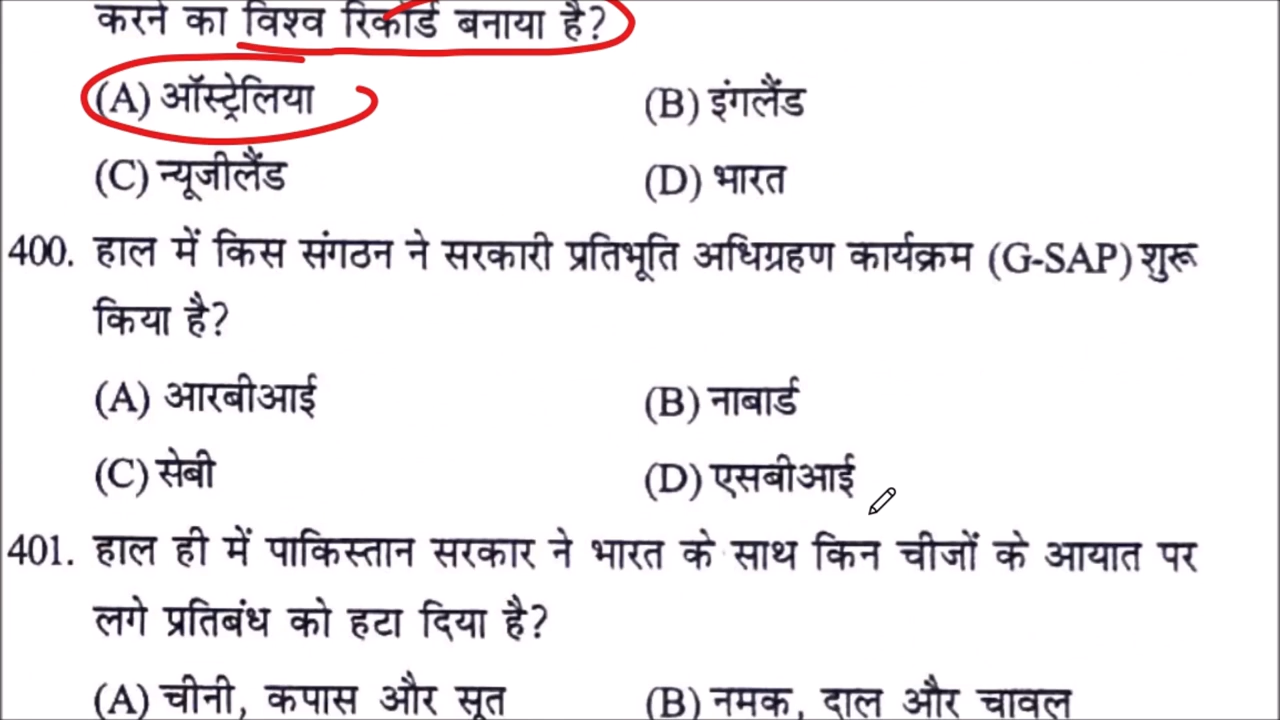 करने का विश्व रिकॉर्ड बनाया है?
(A) ऑस्ट्रेलिया (B) इंगलैंड
(C) न्यूजीलैंड (D) भारत
400. हाल में किस संगठन ने सरकारी प्रतिभूति अधिग्रहण कार्यक्रम (G-SAP) शुरू
किया है?
(A) आरबीआई (B) नाबार्ड
(C) सेबी (D) एसबीआई
401. हाल ही में पाकिस्तान सरकार ने भारत के साथ किन चीजों के आयात पर
लगे प्रतिबंध को हटा दिया है?
(A) चीनी, कपास और सूत (B) नमक, दाल और चावल